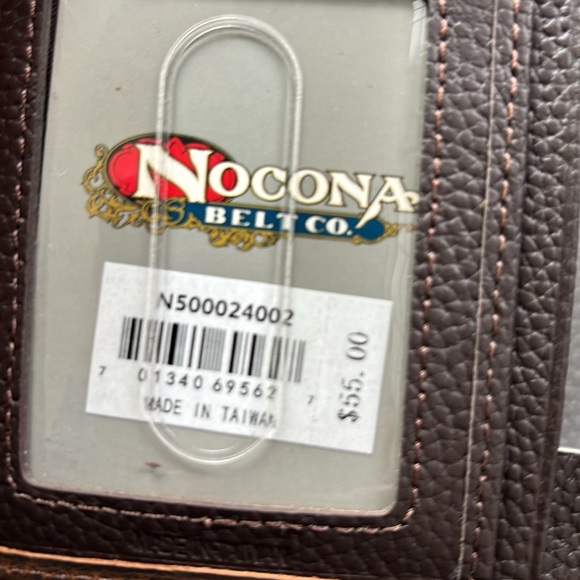 NOCONA
BELT CO.
N500024002
7 01340 69562 7
MADE IN TAIWAN
$55.00